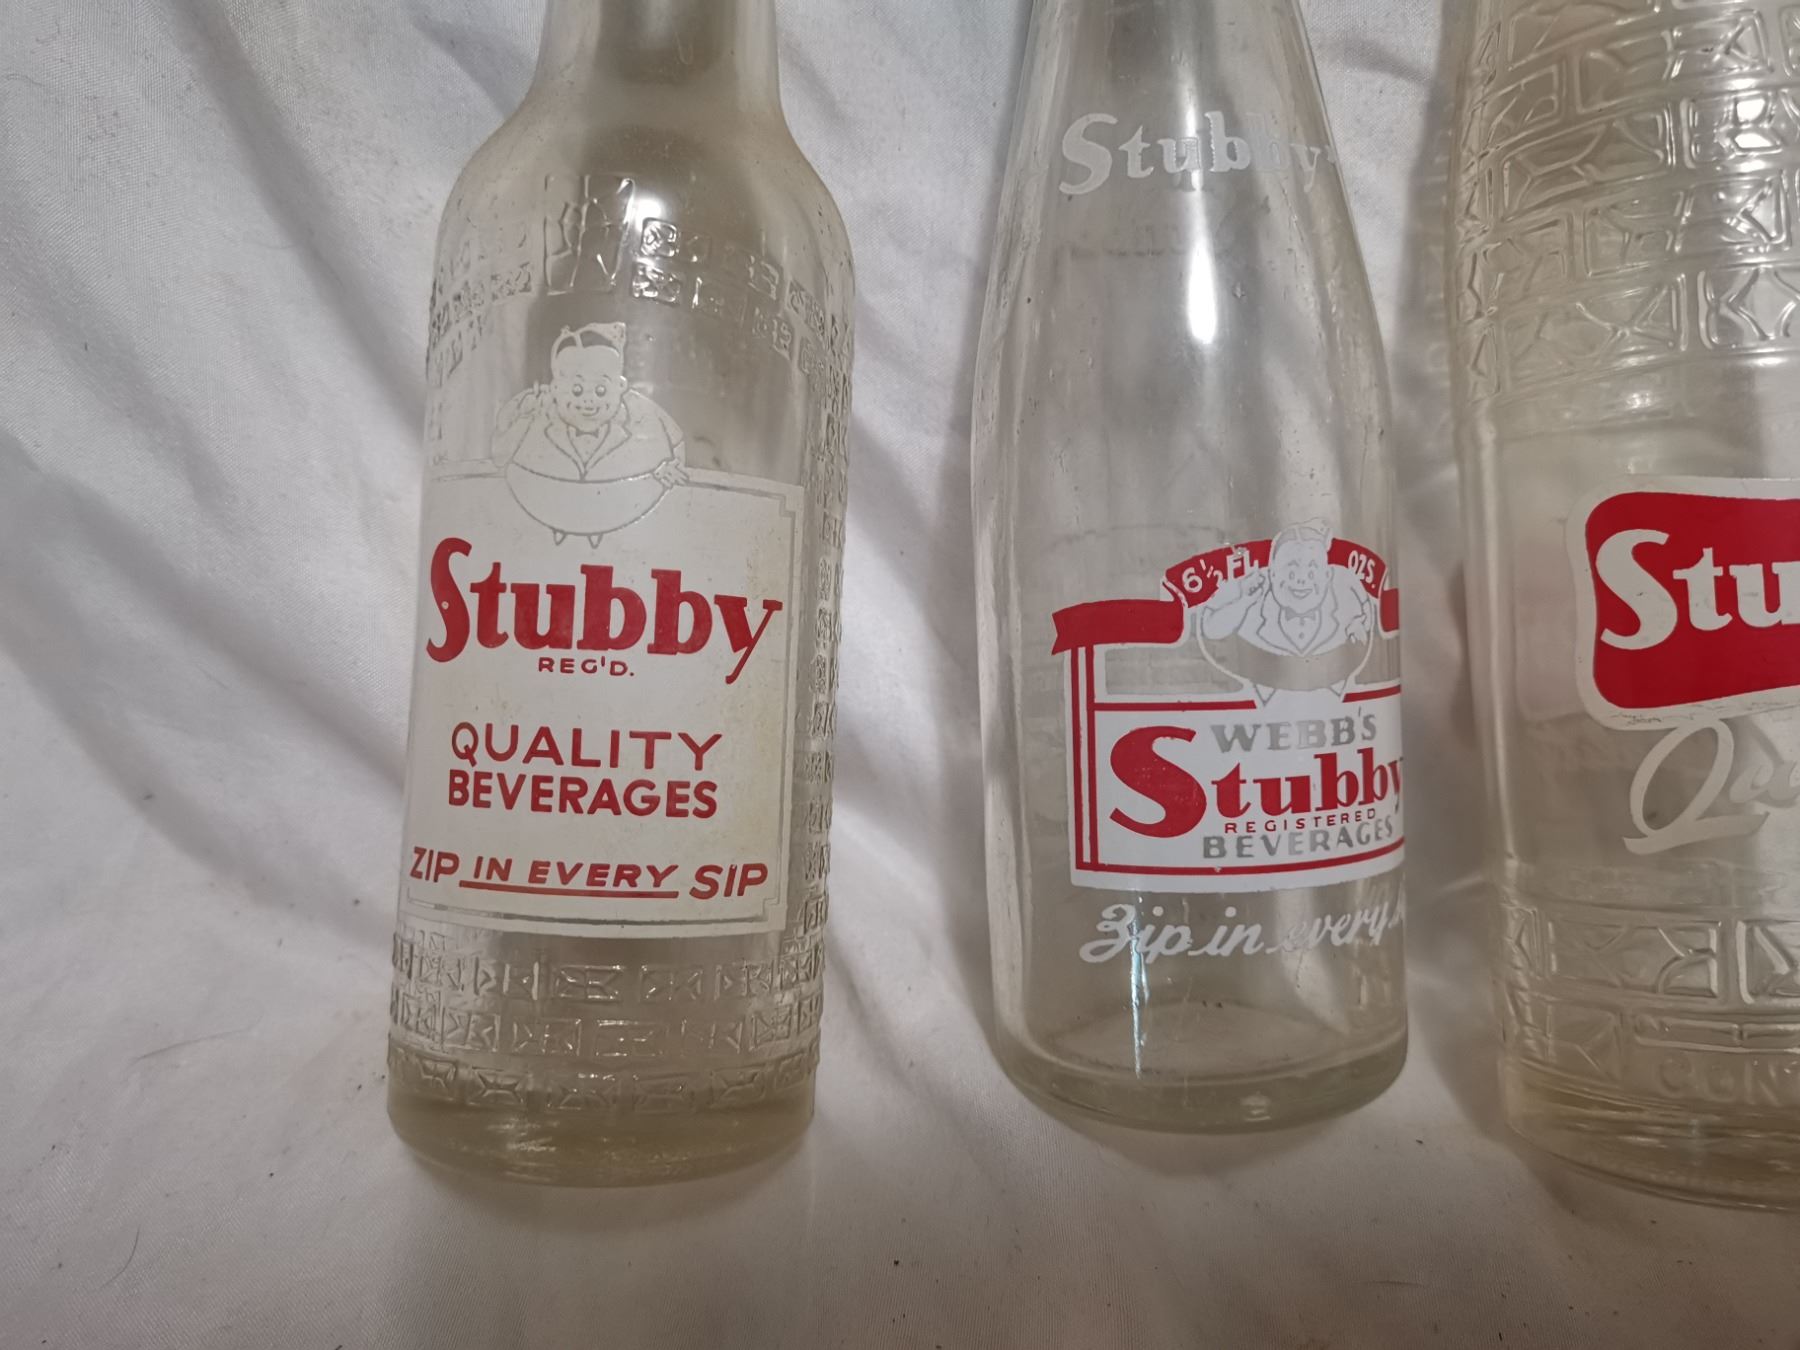 Stubby
REG'D.
QUALITY
BEVERAGES
ZIP IN EVERY SIP
Stubby
6½ FL. OZS.
WEBB'S
Stubby
REGISTERED
BEVERAGES
Zip in every
Stu
CON